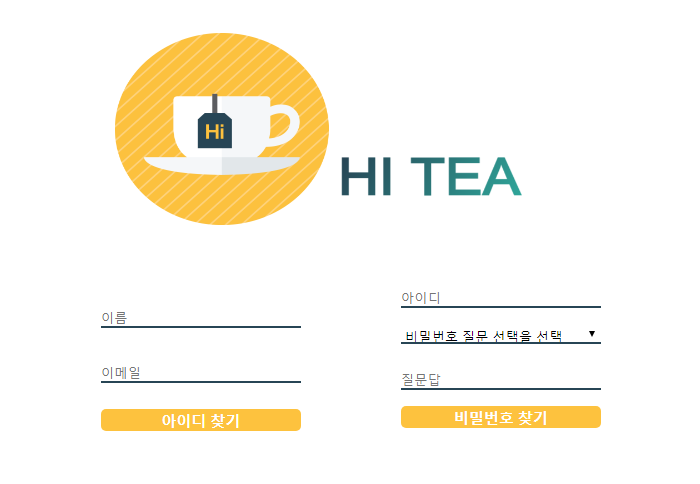 Hi
HI TEA
이름
이메일
아이디 찾기
아이디
비밀번호 질문 선택을 선택
질문답
비밀번호 찾기